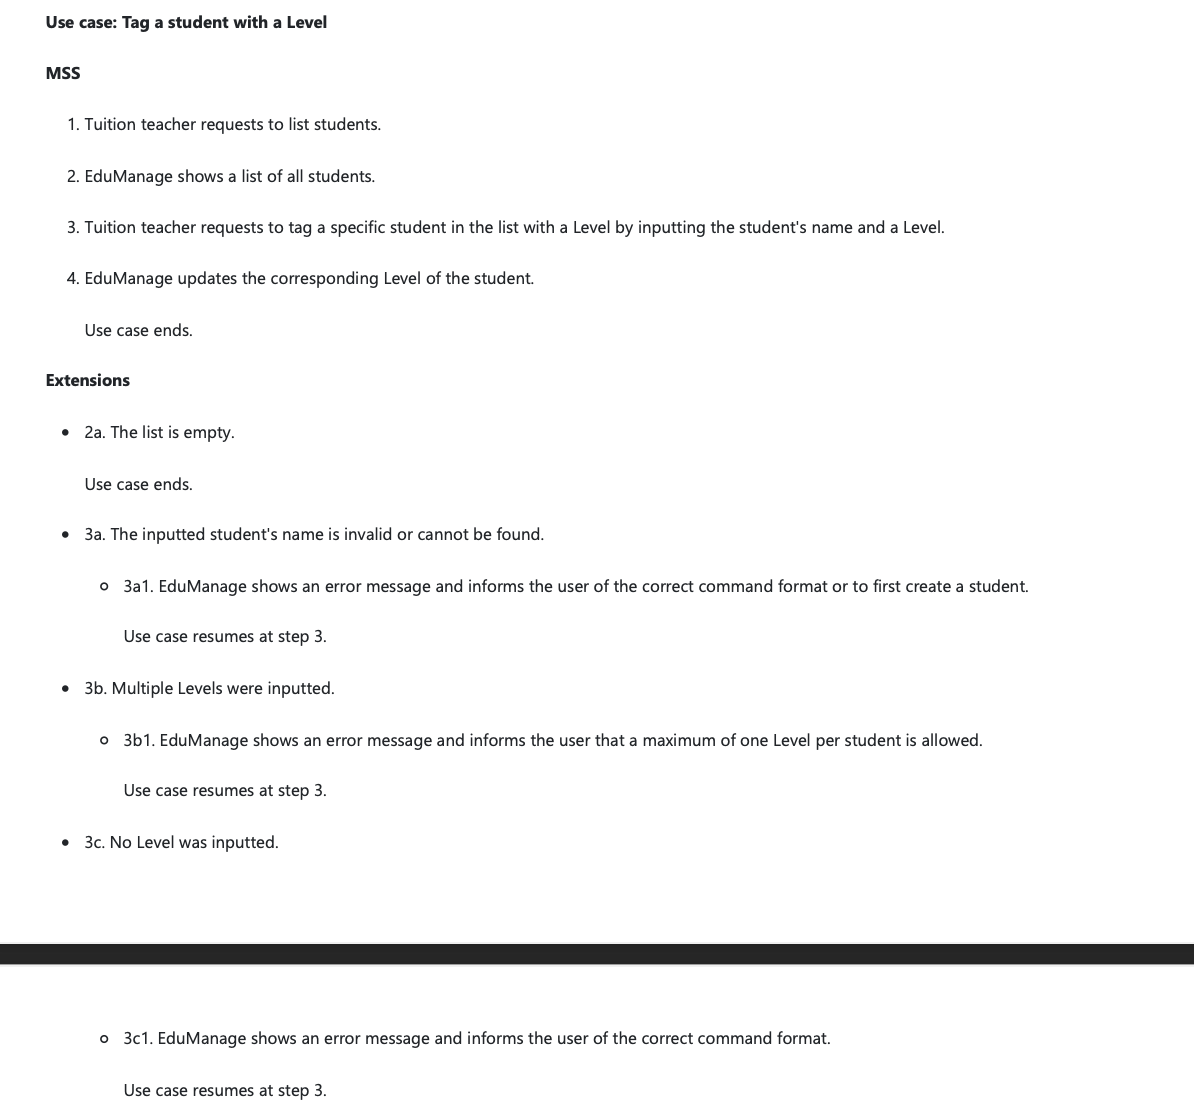 Use case: Tag a student with a Level
MSS
1. Tuition teacher requests to list students.
2. EduManage shows a list of all students.
3. Tuition teacher requests to tag a specific student in the list with a Level by inputting the student's name and a Level.
4. EduManage updates the corresponding Level of the student.
Use case ends.
Extensions
• 2a. The list is empty.
Use case ends.
• 3a. The inputted student's name is invalid or cannot be found.
○ 3a1. EduManage shows an error message and informs the user of the correct command format or to first create a student.
Use case resumes at step 3.
• 3b. Multiple Levels were inputted.
○ 3b1. EduManage shows an error message and informs the user that a maximum of one Level per student is allowed.
Use case resumes at step 3.
• 3c. No Level was inputted.
○ 3c1. EduManage shows an error message and informs the user of the correct command format.
Use case resumes at step 3.